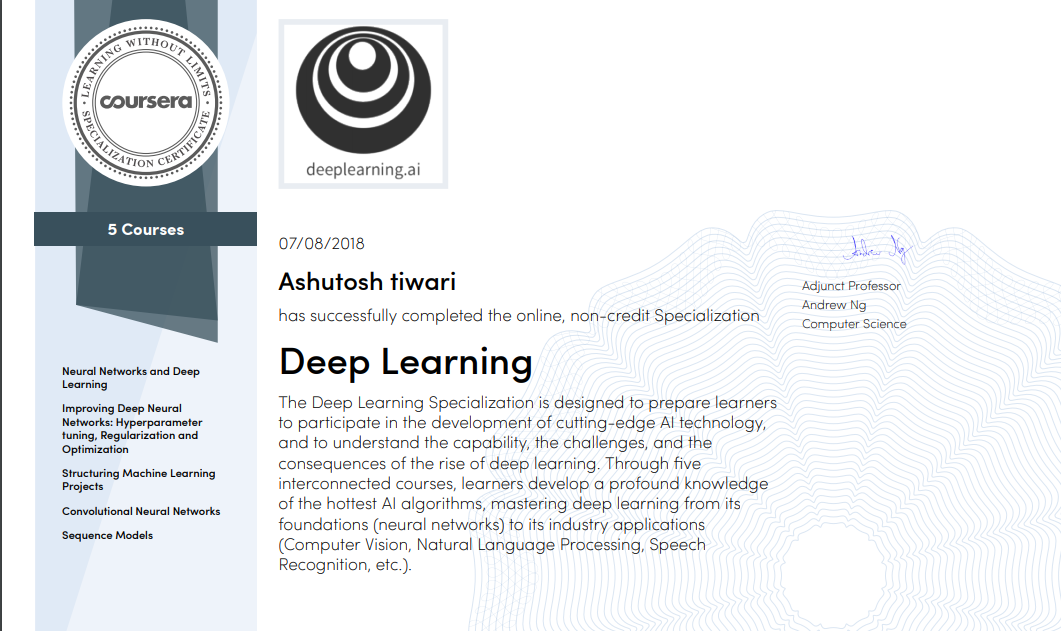 LEARNING WITHOUT LIMITS
coursera
SPECIALIZATION CERTIFICATE
5 Courses
Neural Networks and Deep
Learning
Improving Deep Neural
Networks: Hyperparameter
tuning, Regularization and
Optimization
Structuring Machine Learning
Projects
Convolutional Neural Networks
Sequence Models
deeplearning.ai
07/08/2018
Ashutosh tiwari
has successfully completed the online, non-credit Specialization
Deep Learning
The Deep Learning Specialization is designed to prepare learners
to participate in the development of cutting-edge AI technology,
and to understand the capability, the challenges, and the
consequences of the rise of deep learning. Through five
interconnected courses, learners develop a profound knowledge
of the hottest AI algorithms, mastering deep learning from its
foundations (neural networks) to its industry applications
(Computer Vision, Natural Language Processing, Speech
Recognition, etc.).
Andrew Ng
Adjunct Professor
Andrew Ng
Computer Science